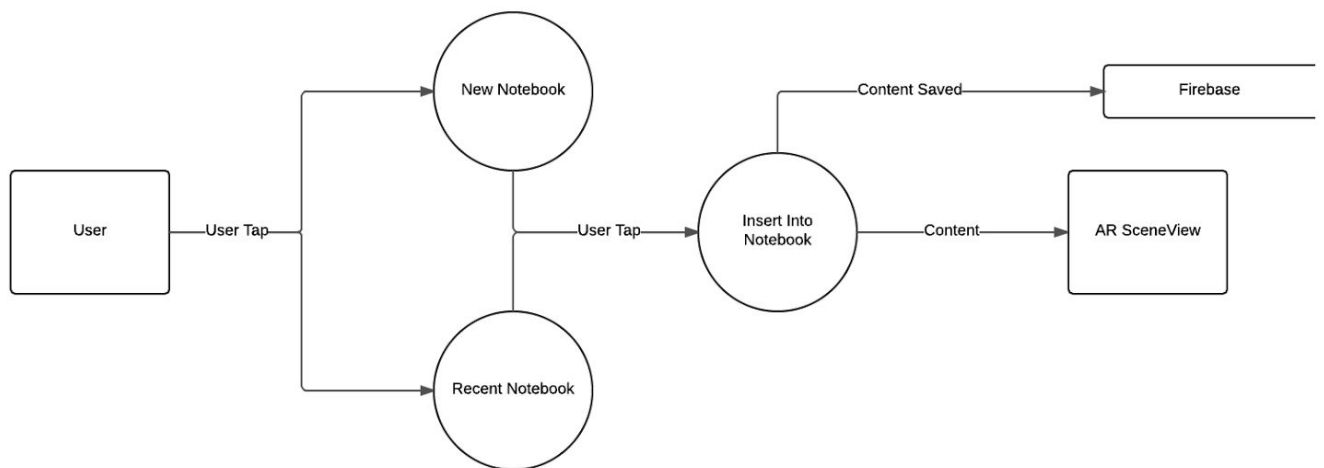 New Notebook
Content Saved
Firebase
User
User Tap
User Tap
Insert Into
Notebook
Content
AR SceneView
Recent Notebook